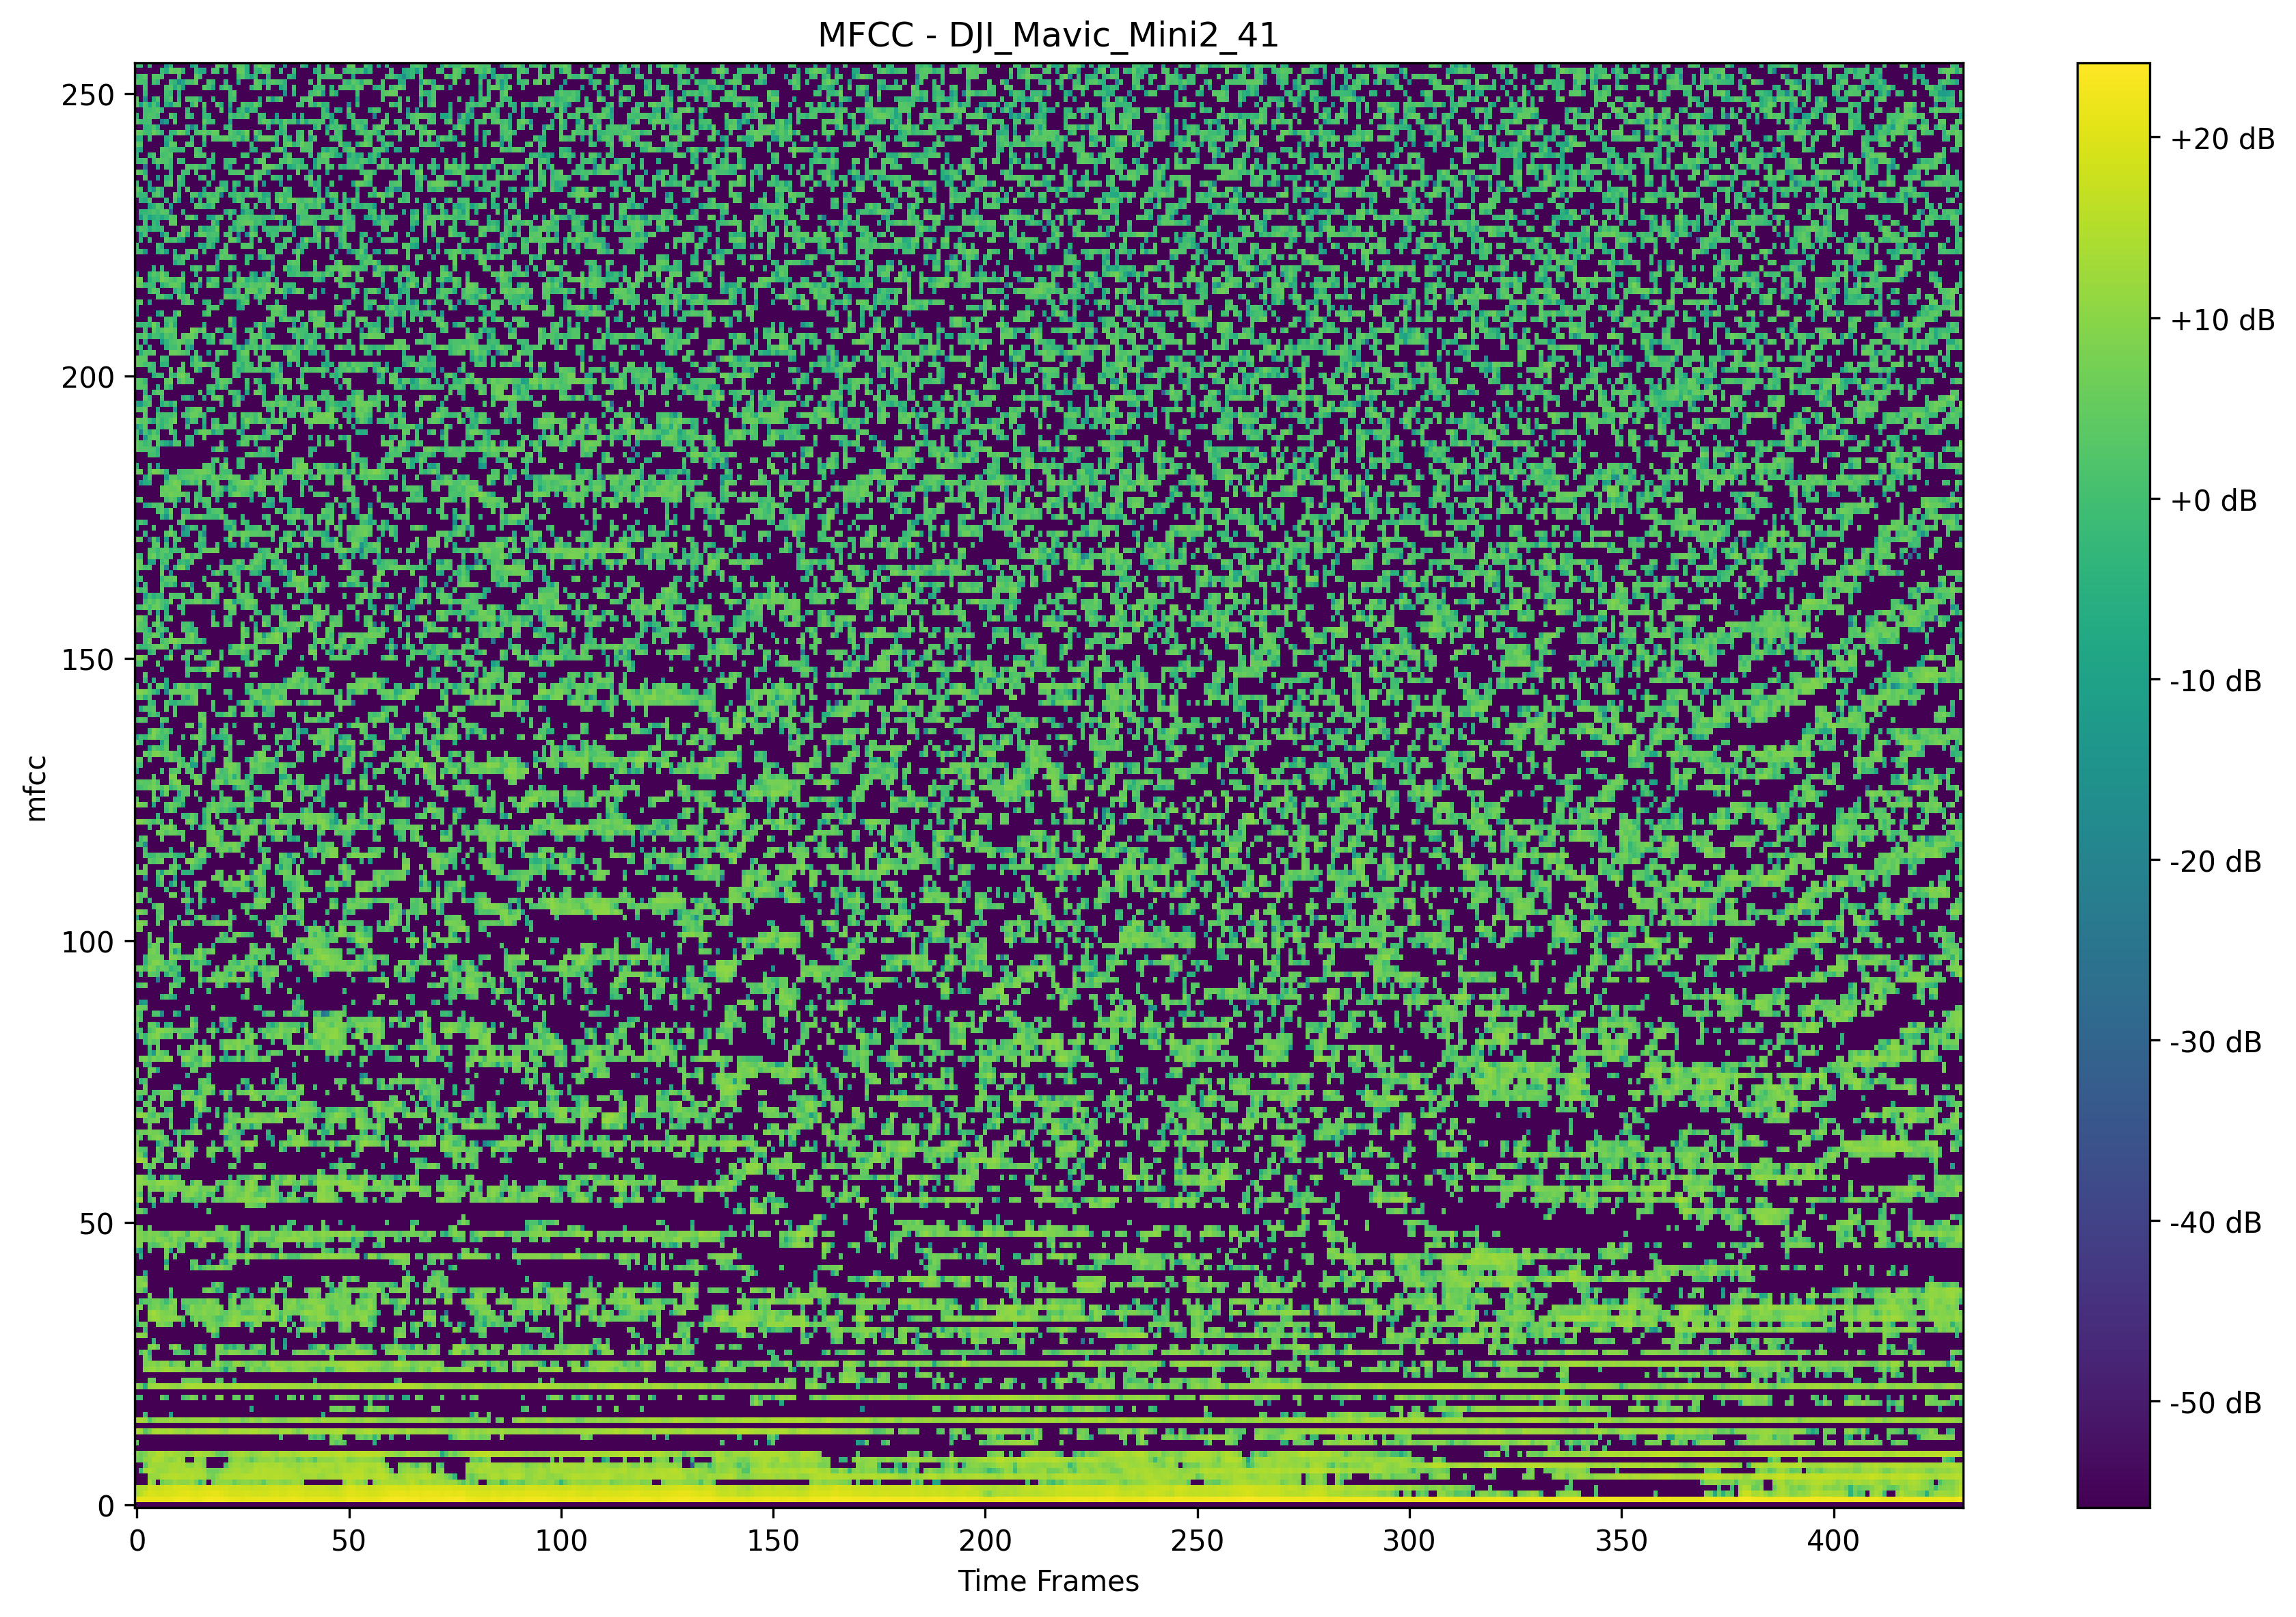 MFCC - DJI_Mavic_Mini2_41
250
200
150
100
50
0
mfcc
0 50 100 150 200 250 300 350 400
Time Frames
+20 dB
+10 dB
+0 dB
-10 dB
-20 dB
-30 dB
-40 dB
-50 dB